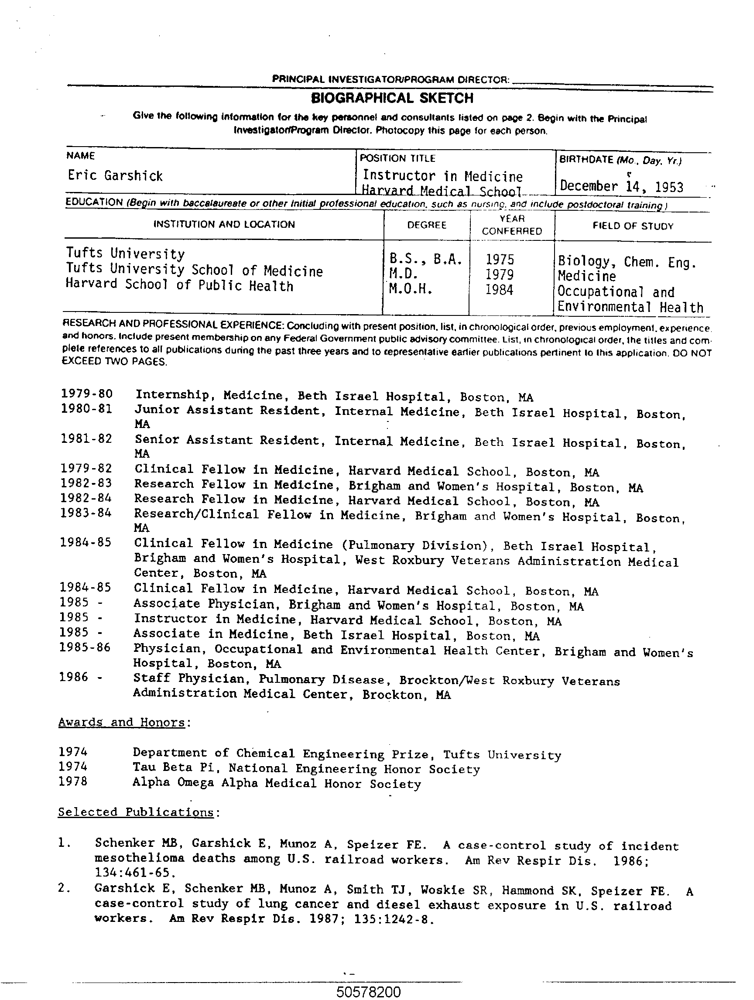 PRINCIPAL INVESTIGATOR/PROGRAM DIRECTOR:
BIOGRAPHICAL SKETCH
Give the following information for the key personnel and consultants listed on page 2. Begin with the Principal
Investigator/Program Director. Photocopy this page for each person.
NAME
POSITION TITLE
BIRTHDATE (Mo., Day, Yr.)
Eric Garshick
Instructor in Medicine
Harvard Medical School
December 14, 1953
EDUCATION (Begin with baccalaureate or other initial professional education, such as nursing, and include postdoctoral training.)
INSTITUTION AND LOCATION
DEGREE
YEAR
CONFERRED
FIELD OF STUDY
Tufts University B.S., B.A. 1975 Biology, Chem. Eng.
Tufts University School of Medicine M.D. 1979 Medicine
Harvard School of Public Health M.O.H. 1984 Occupational and
Environmental Health
RESEARCH AND PROFESSIONAL EXPERIENCE: Concluding with present position, list, in chronological order, previous employment, experience,
and honors. Include present membership on any Federal Government public advisory committee. List, in chronological order, the titles and com-
plete references to all publications during the past three years and to representative earlier publications pertinent to this application. DO NOT
EXCEED TWO PAGES.
1979-80 Internship, Medicine, Beth Israel Hospital, Boston, MA
1980-81 Junior Assistant Resident, Internal Medicine, Beth Israel Hospital, Boston,
MA
1981-82 Senior Assistant Resident, Internal Medicine, Beth Israel Hospital, Boston,
MA
1979-82 Clinical Fellow in Medicine, Harvard Medical School, Boston, MA
1982-83 Research Fellow in Medicine, Brigham and Women's Hospital, Boston, MA
1982-84 Research Fellow in Medicine, Harvard Medical School, Boston, MA
1983-84 Research/Clinical Fellow in Medicine, Brigham and Women's Hospital, Boston,
MA
1984-85 Clinical Fellow in Medicine (Pulmonary Division), Beth Israel Hospital,
Brigham and Women's Hospital, West Roxbury Veterans Administration Medical
Center, Boston, MA
1984-85 Clinical Fellow in Medicine, Harvard Medical School, Boston, MA
1985 - Associate Physician, Brigham and Women's Hospital, Boston, MA
1985 - Instructor in Medicine, Harvard Medical School, Boston, MA
1985 - Associate in Medicine, Beth Israel Hospital, Boston, MA
1985-86 Physician, Occupational and Environmental Health Center, Brigham and Women's
Hospital, Boston, MA
1986 - Staff Physician, Pulmonary Disease, Brockton/West Roxbury Veterans
Administration Medical Center, Brockton, MA
Awards and Honors:
1974 Department of Chemical Engineering Prize, Tufts University
1974 Tau Beta Pi, National Engineering Honor Society
1978 Alpha Omega Alpha Medical Honor Society
Selected Publications:
1. Schenker MB, Garshick E, Munoz A, Speizer FE. A case-control study of incident
mesothelioma deaths among U.S. railroad workers. Am Rev Respir Dis. 1986;
134:461-65.
2. Garshick E, Schenker MB, Munoz A, Smith TJ, Woskie SR, Hammond SK, Speizer FE. A
case-control study of lung cancer and diesel exhaust exposure in U.S. railroad
workers. Am Rev Respir Dis. 1987; 135:1242-8.
50578200